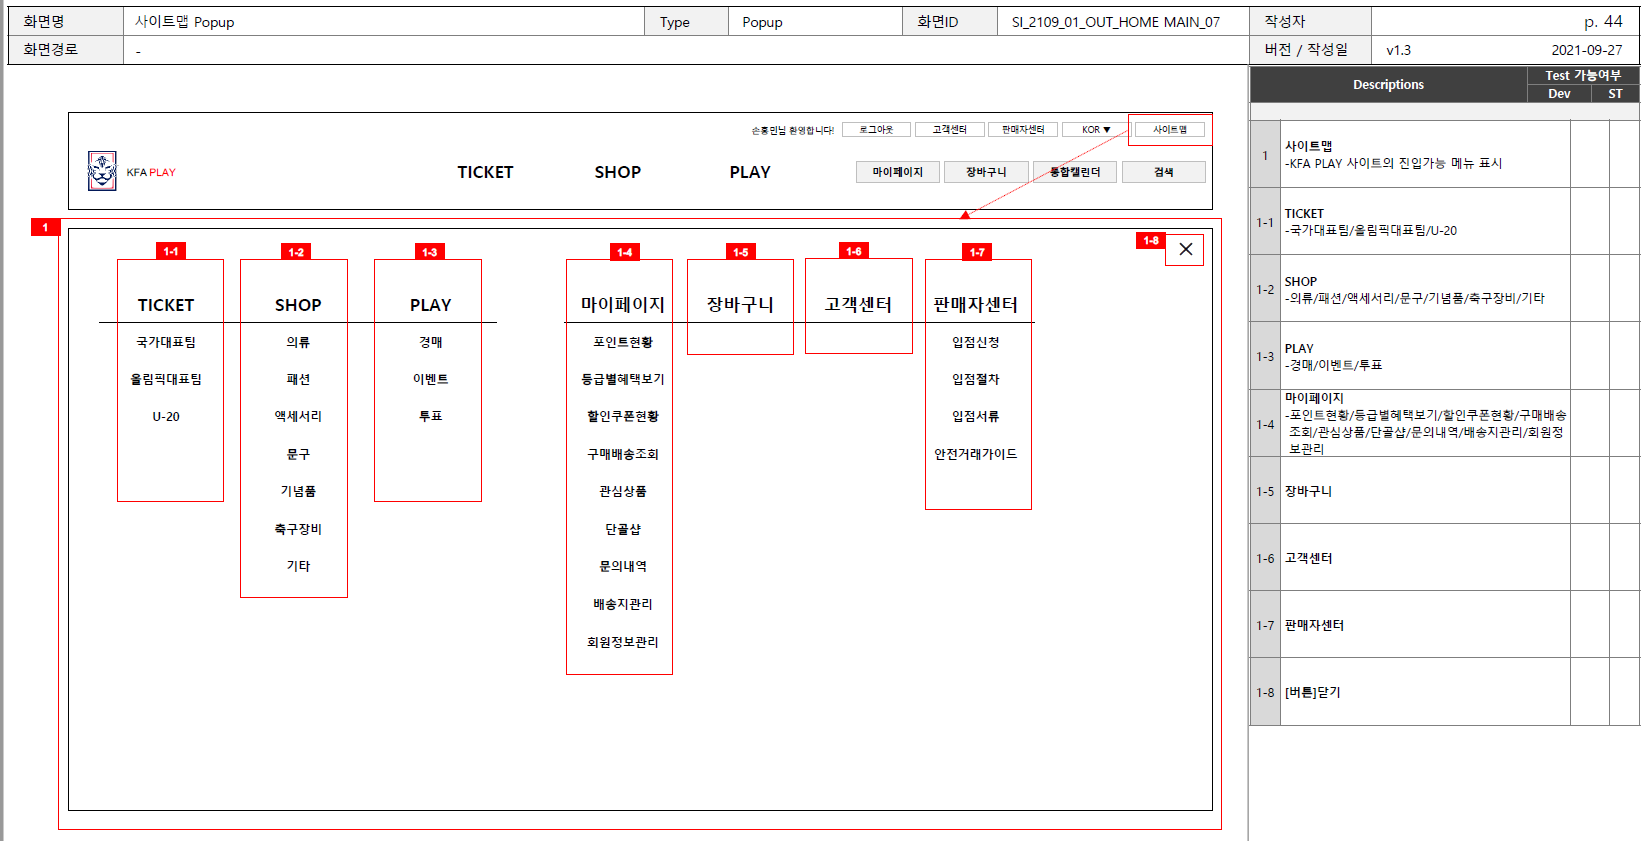 화면명 사이트맵 Popup Type Popup 화면ID SI_2109_01_OUT_HOME MAIN_07 작성자 p. 44
화면경로 - 버전 / 작성일 v1.3 2021-09-27
손흥민님 환영합니다! 로그아웃 고객센터 판매자센터 KOR ▼ 사이트맵
KFA PLAY TICKET SHOP PLAY 마이페이지 장바구니 통합캘린더 검색
1
1-1 1-2 1-3 1-4 1-5 1-6 1-7 1-8
TICKET SHOP PLAY 마이페이지 장바구니 고객센터 판매자센터
국가대표팀 의류 경매 포인트현황 입점신청
올림픽대표팀 패션 이벤트 등급별혜택보기 입점절차
U-20 액세서리 투표 할인쿠폰현황 입점서류
문구 구매배송조회 안전거래가이드
기념품 관심상품
축구장비 단골샵
기타 문의내역
배송지관리
회원정보관리
Descriptions Test 가능여부
Dev ST
1 사이트맵
-KFA PLAY 사이트의 진입가능 메뉴 표시
1-1 TICKET
-국가대표팀/올림픽대표팀/U-20
1-2 SHOP
-의류/패션/액세서리/문구/기념품/축구장비/기타
1-3 PLAY
-경매/이벤트/투표
1-4 마이페이지
-포인트현황/등급별혜택보기/할인쿠폰현황/구매배송
조회/관심상품/단골샵/문의내역/배송지관리/회원정
보관리
1-5 장바구니
1-6 고객센터
1-7 판매자센터
1-8 [버튼]닫기